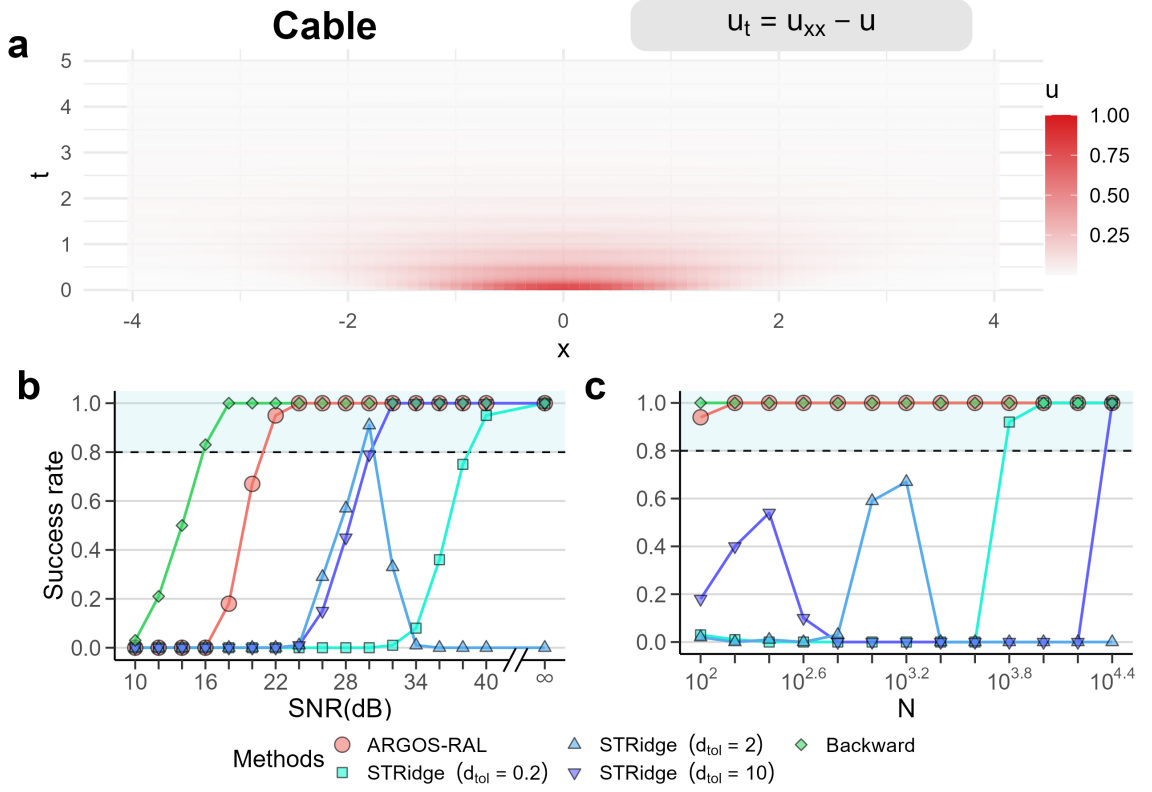 Cable
uₜ = uₓₓ − u
a
5
4
3
2
1
0
t
-4
-2
0
2
4
x
u
1.00
0.75
0.50
0.25
b
1.0
0.8
0.6
0.4
0.2
0.0
Success rate
10
16
22
28
34
40
∞
SNR(dB)
c
1.0
0.8
0.6
0.4
0.2
0.0
10²
10^2.6
10^3.2
10^3.8
10^4.4
N
Methods
ARGOS-RAL
STRidge (d_tol = 2)
Backward
STRidge (d_tol = 0.2)
STRidge (d_tol = 10)